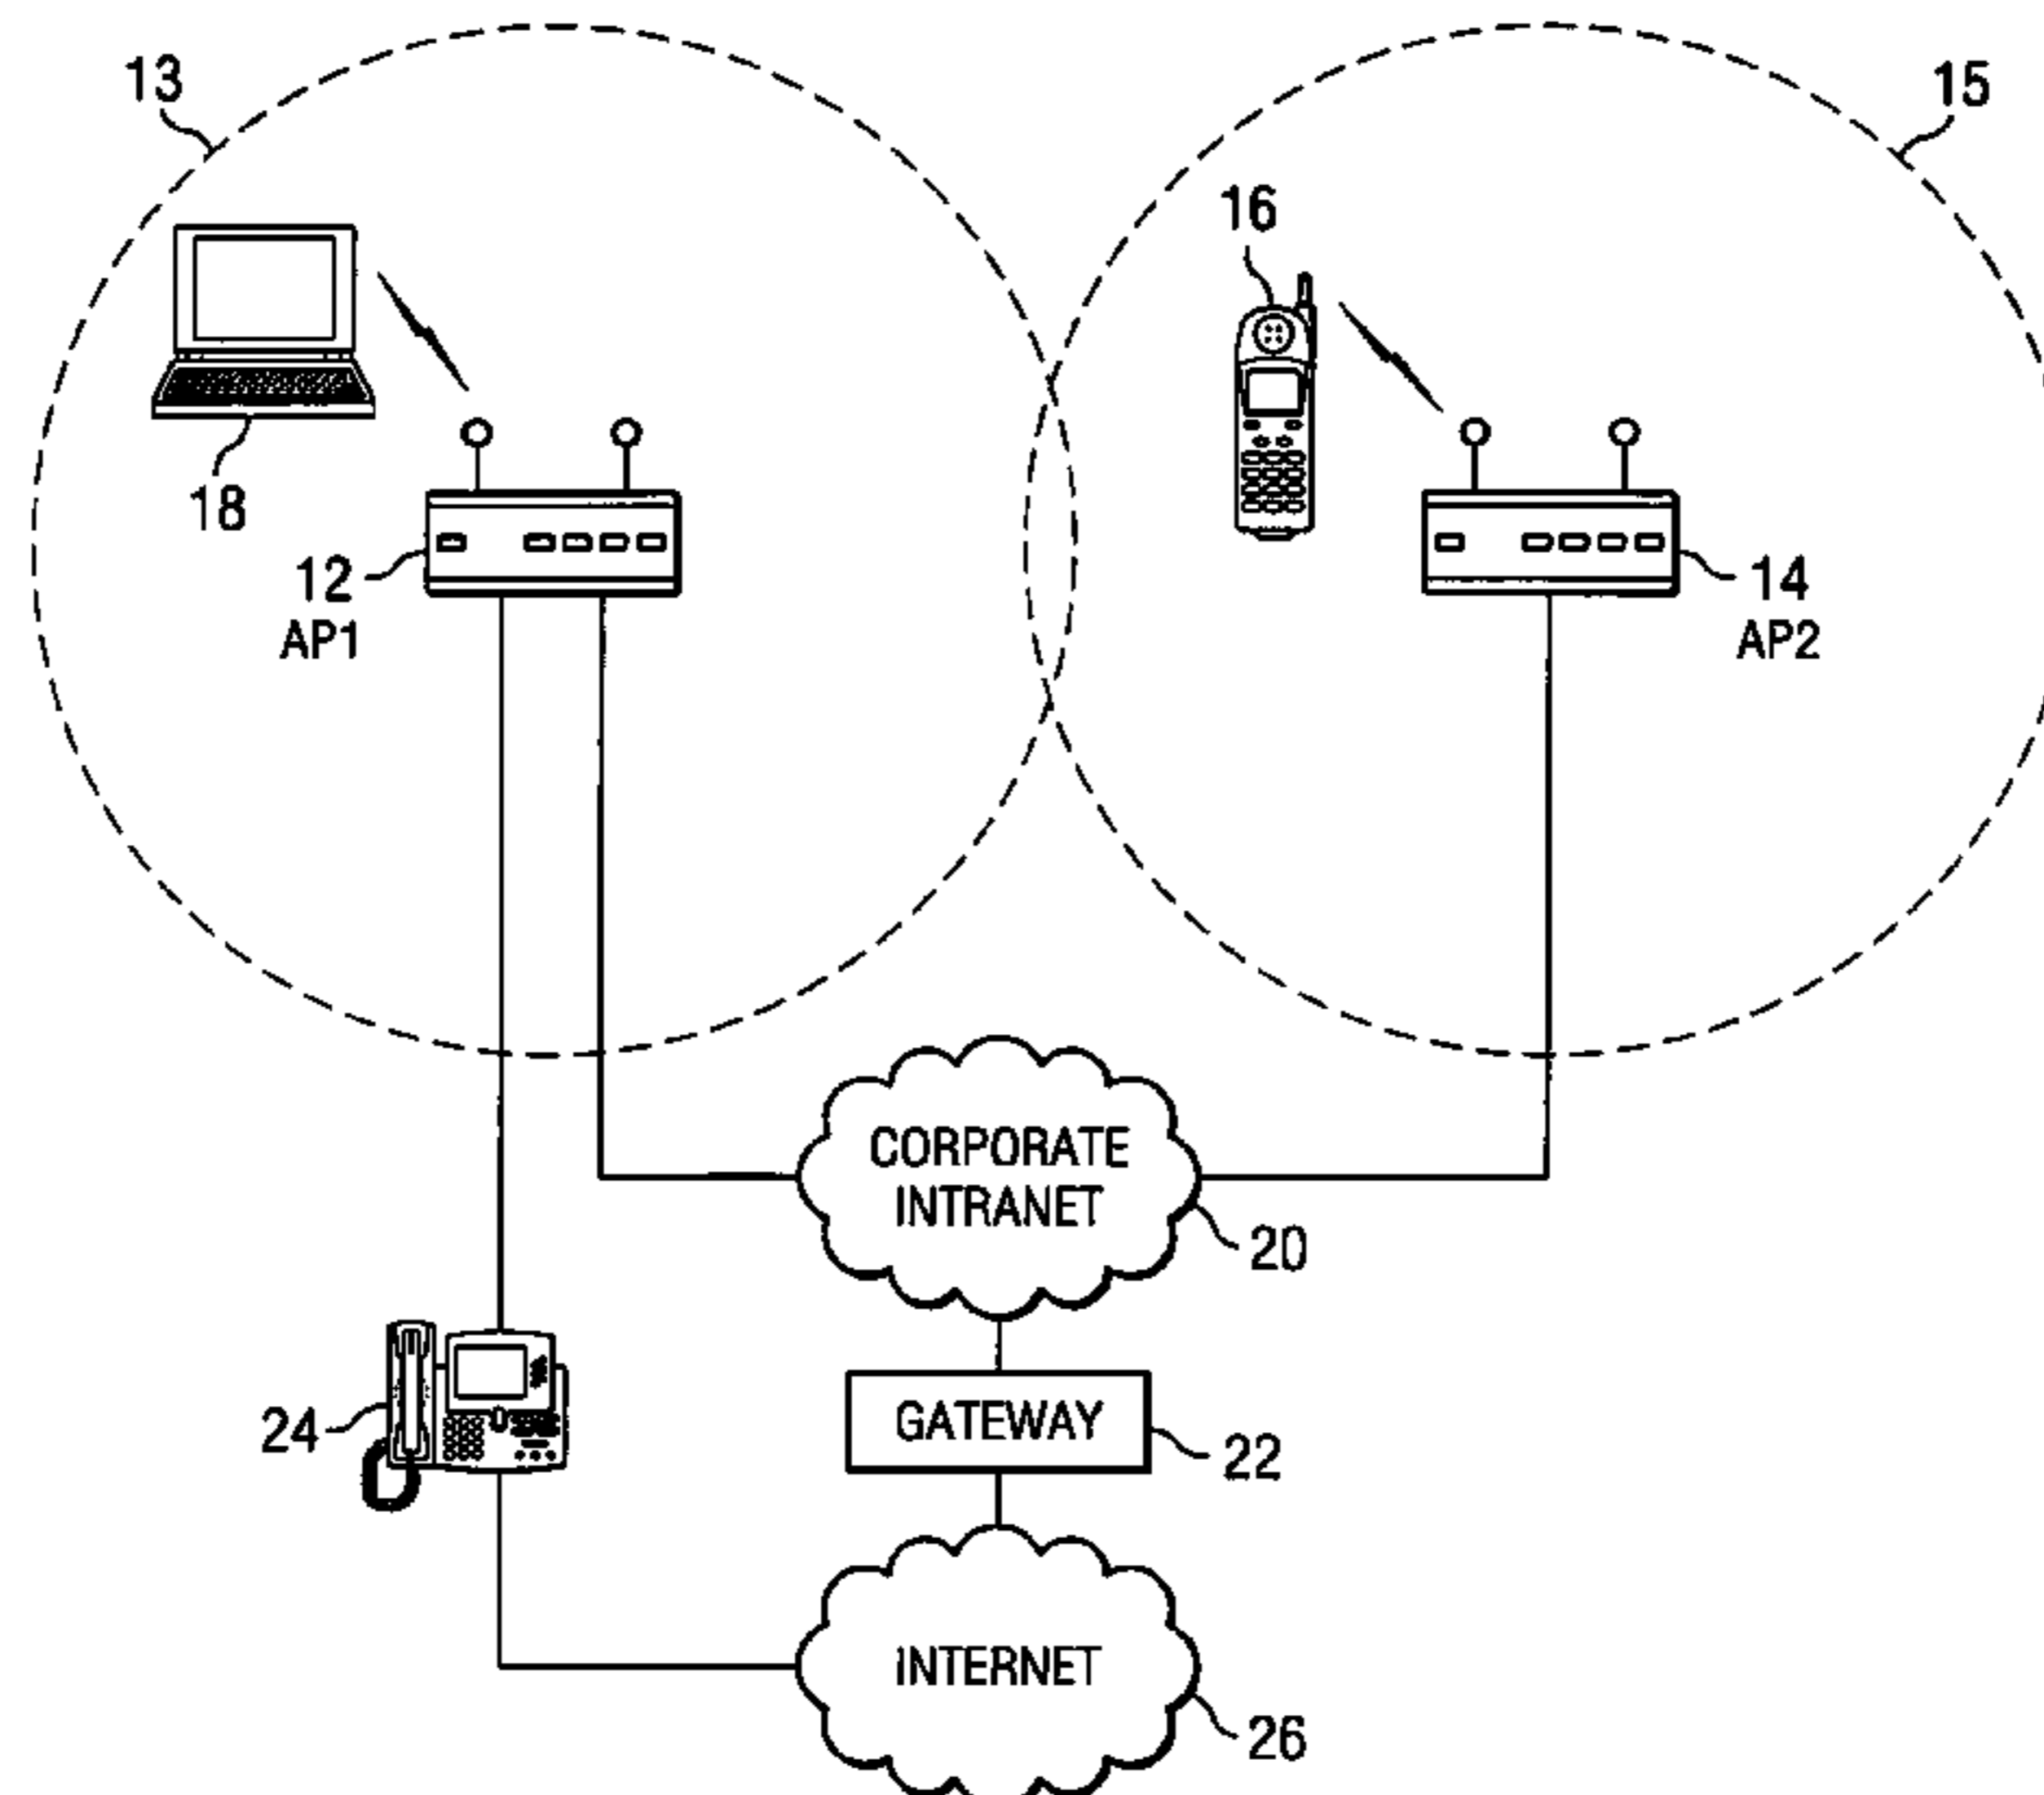 13
15
16
18
12
AP1
14
AP2
CORPORATE
INTRANET
20
24
GATEWAY
22
INTERNET
26